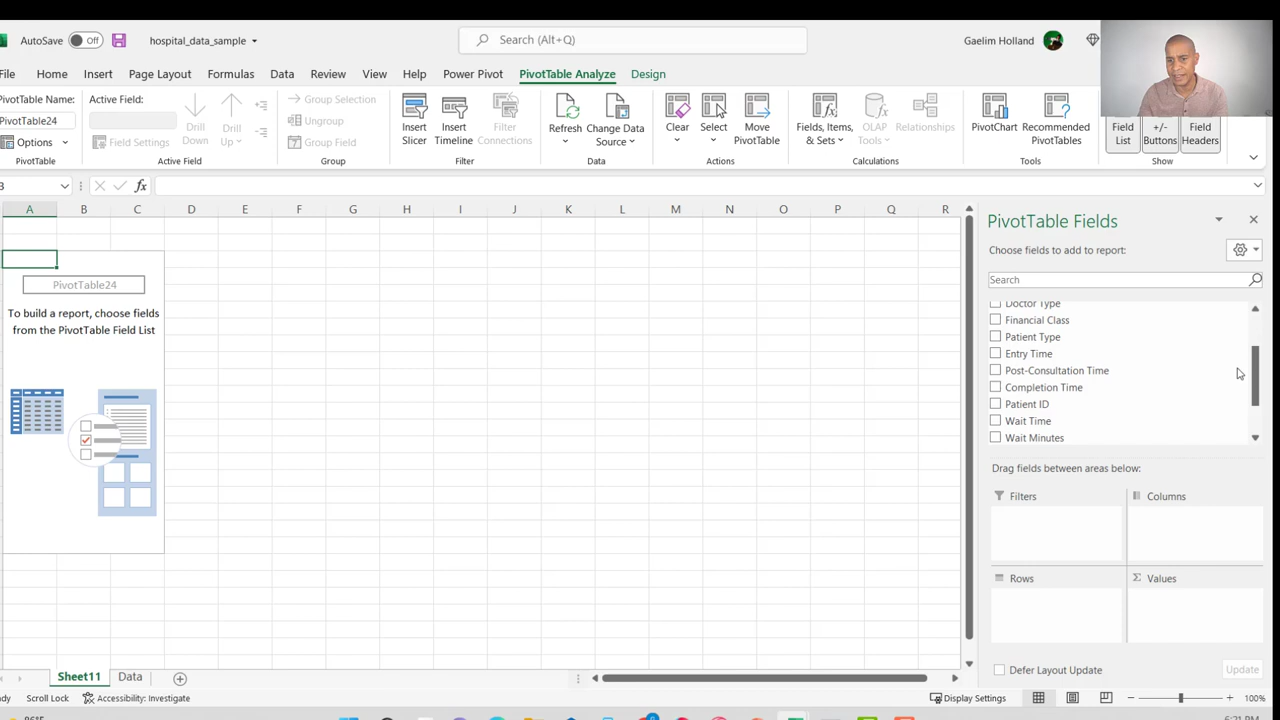 AutoSave Off hospital_data_sample Search (Alt+Q) Gaelim Holland
File Home Insert Page Layout Formulas Data Review View Help Power Pivot PivotTable Analyze Design
PivotTable Name: Active Field: Group Selection
PivotTable24 Ungroup
Options Field Settings Group Field
Drill Down Drill Up
Insert Slicer Insert Timeline Filter Connections
Refresh Change Data Source
Clear Select Move PivotTable
Fields, Items, & Sets OLAP Tools Relationships
PivotChart Recommended PivotTables
Field List +/- Buttons Field Headers
PivotTable Active Field Group Filter Data Actions Calculations Tools Show
3 fx
A B C D E F G H I J K L M N O P Q R
PivotTable24
To build a report, choose fields
from the PivotTable Field List
PivotTable Fields
Choose fields to add to report:
Search
Doctor Type
Financial Class
Patient Type
Entry Time
Post-Consultation Time
Completion Time
Patient ID
Wait Time
Wait Minutes
Drag fields between areas below:
Filters Columns
Rows Σ Values
Defer Layout Update Update
Sheet11 Data
dy Scroll Lock Accessibility: Investigate Display Settings 100%